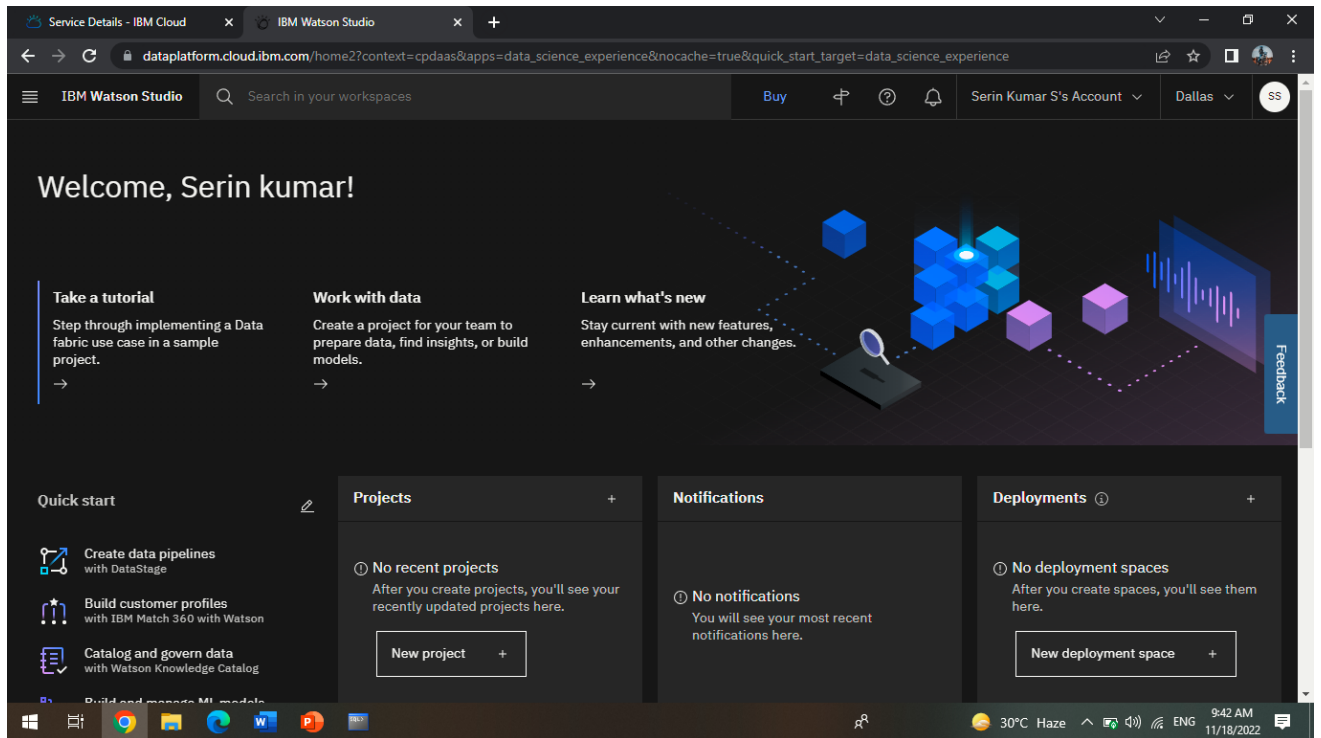 Service Details - IBM Cloud
IBM Watson Studio
dataplatform.cloud.ibm.com/home2?context=cpdaas&apps=data_science_experience&nocache=true&quick_start_target=data_science_experience
IBM Watson Studio
Search in your workspaces
Buy
Serin Kumar S's Account
Dallas
SS
Welcome, Serin kumar!
Take a tutorial
Step through implementing a Data
fabric use case in a sample
project.
Work with data
Create a project for your team to
prepare data, find insights, or build
models.
Learn what's new
Stay current with new features,
enhancements, and other changes.
Feedback
Quick start
Create data pipelines
with DataStage
Build customer profiles
with IBM Match 360 with Watson
Catalog and govern data
with Watson Knowledge Catalog
Build and manage ML models
Projects
No recent projects
After you create projects, you'll see your
recently updated projects here.
New project
Notifications
No notifications
You will see your most recent
notifications here.
Deployments
No deployment spaces
After you create spaces, you'll see them
here.
New deployment space
30°C Haze
ENG
9:42 AM
11/18/2022